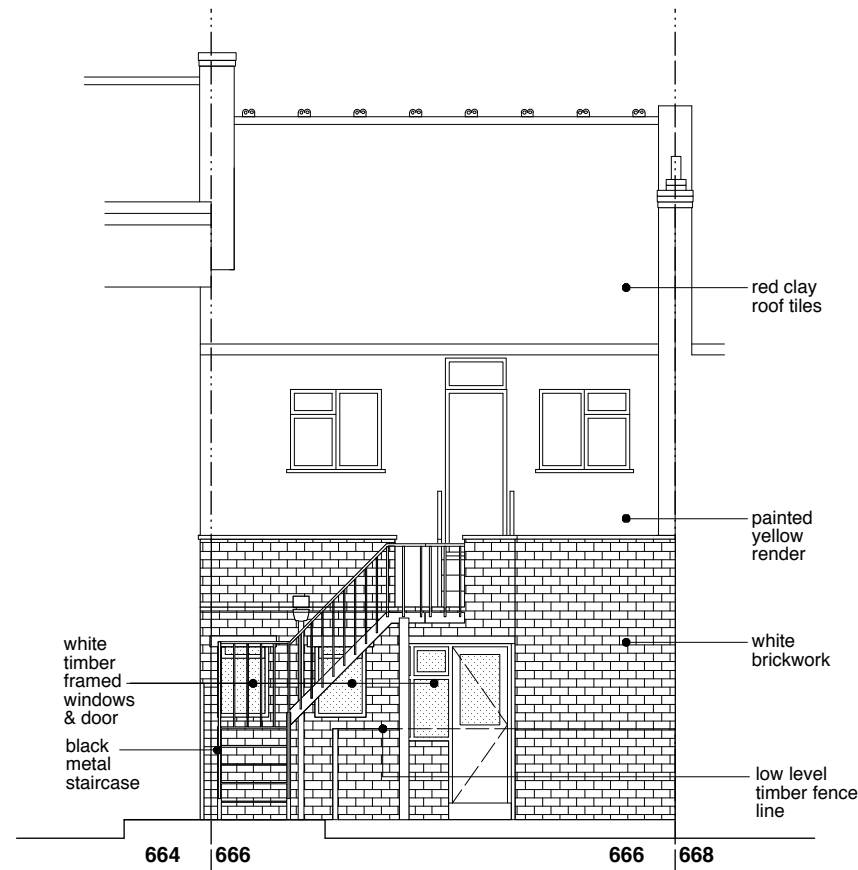 red clay
roof tiles
painted
yellow
render
white
brickwork
white
timber
framed
windows
& door
black
metal
staircase
low level
timber fence
line
664 666
666 668